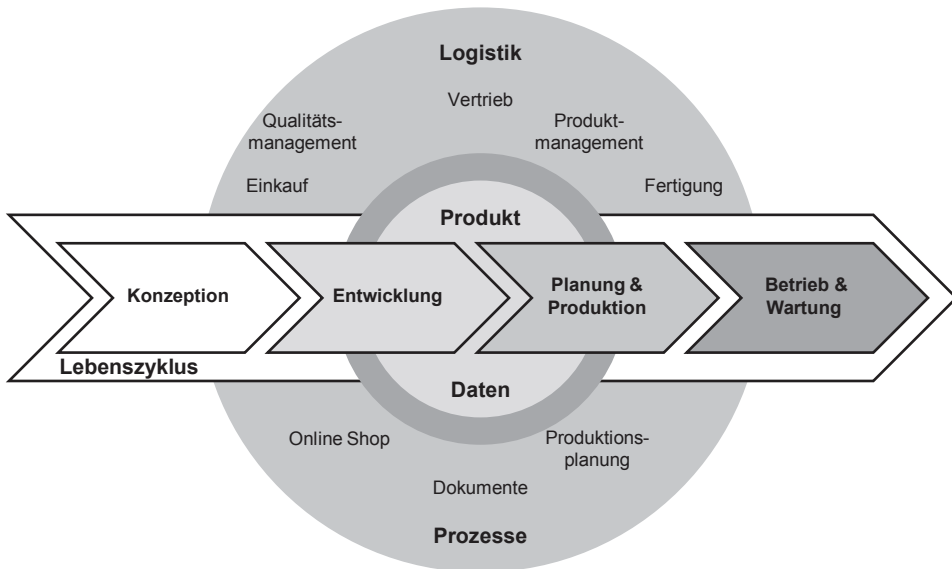 Logistik
Vertrieb
Qualitäts-
management
Produkt-
management
Einkauf
Fertigung
Produkt
Konzeption
Entwicklung
Planung &
Produktion
Betrieb &
Wartung
Lebenszyklus
Daten
Online Shop
Produktions-
planung
Dokumente
Prozesse